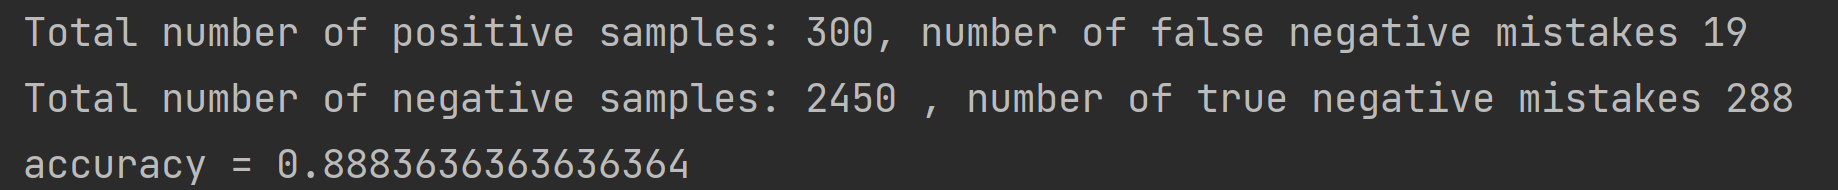 Total number of positive samples: 300, number of false negative mistakes 19
Total number of negative samples: 2450 , number of true negative mistakes 288
accuracy = 0.8883636363636364